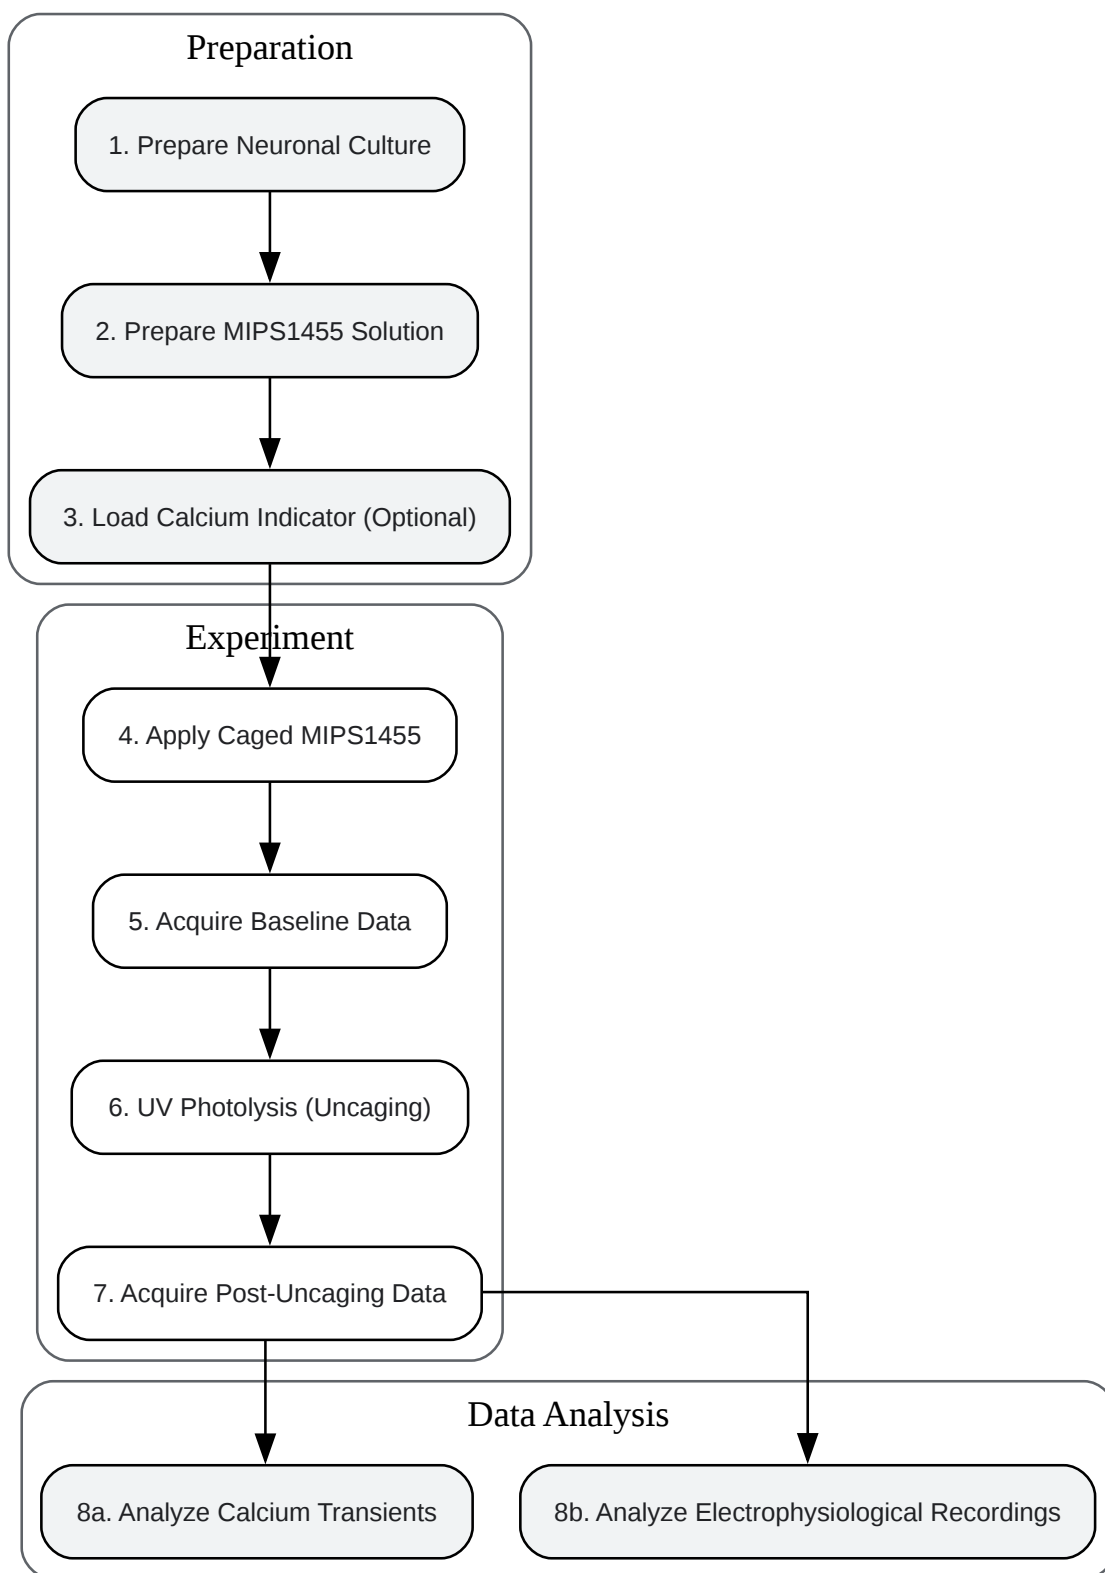 Preparation
1. Prepare Neuronal Culture
2. Prepare MIPS1455 Solution
3. Load Calcium Indicator (Optional)
Experiment
4. Apply Caged MIPS1455
5. Acquire Baseline Data
6. UV Photolysis (Uncaging)
7. Acquire Post-Uncaging Data
Data Analysis
8a. Analyze Calcium Transients
8b. Analyze Electrophysiological Recordings